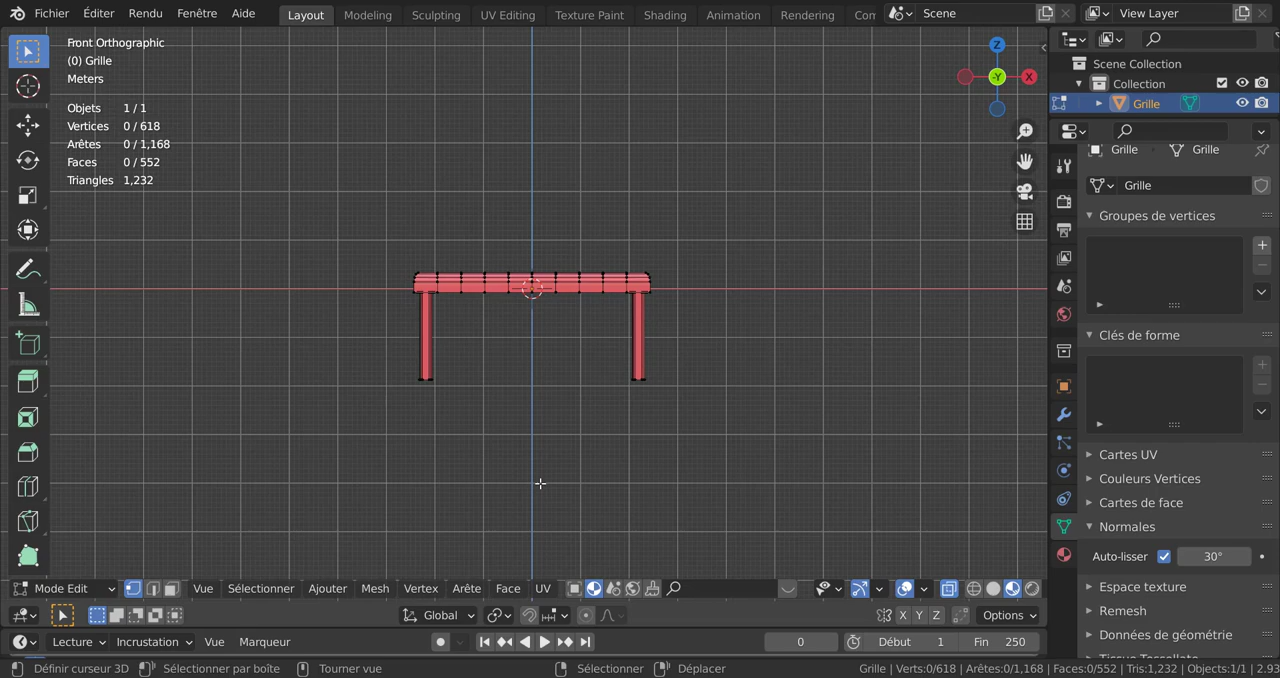 Fichier Éditer Rendu Fenêtre Aide Layout Modeling Sculpting UV Editing Texture Paint Shading Animation Rendering Com Scene View Layer
Front Orthographic
(0) Grille
Meters
Objets 1 / 1
Vertices 0 / 618
Arêtes 0 / 1,168
Faces 0 / 552
Triangles 1,232
Z
-Y
X
Scene Collection
Collection
Grille
Grille Grille
Grille
Groupes de vertices
Clés de forme
Cartes UV
Couleurs Vertices
Cartes de face
Normales
Auto-lisser 30°
Espace texture
Remesh
Données de géométrie
Mode Edit Vue Sélectionner Ajouter Mesh Vertex Arête Face UV
Global X Y Z Options
Lecture Incrustation Vue Marqueur 0 Début 1 Fin 250
Définir curseur 3D Sélectionner par boîte Tourner vue Sélectionner Déplacer Grille | Verts:0/618 | Arêtes:0/1,168 | Faces:0/552 | Tris:1,232 | Objects:1/1 | 2.93